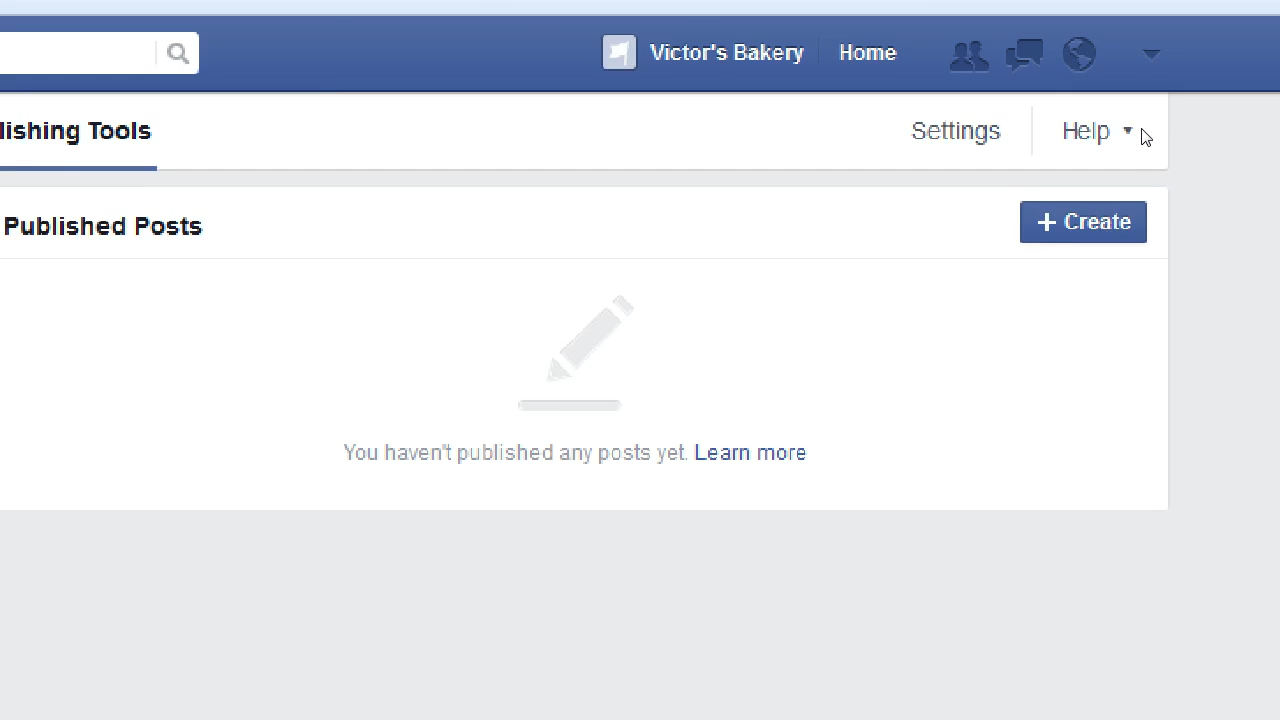 Victor's Bakery Home
lishing Tools Settings Help
Published Posts + Create
You haven't published any posts yet. Learn more